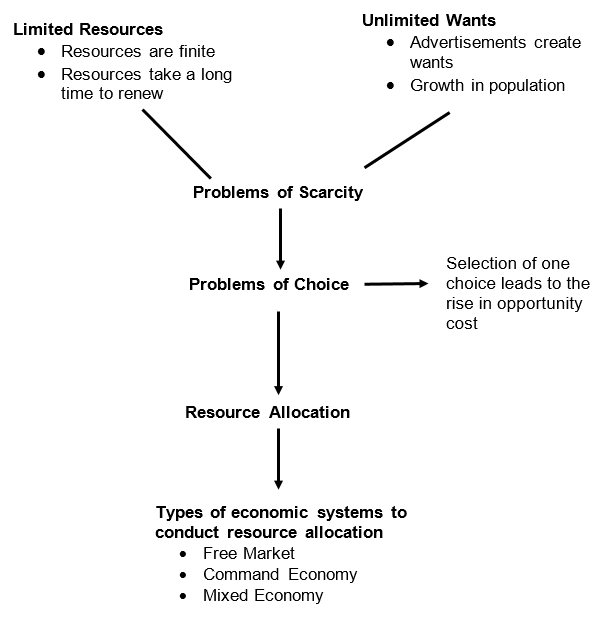 Limited Resources
● Resources are finite
● Resources take a long
time to renew
Unlimited Wants
● Advertisements create
wants
● Growth in population
Problems of Scarcity
Problems of Choice
Selection of one
choice leads to the
rise in opportunity
cost
Resource Allocation
Types of economic systems to
conduct resource allocation
● Free Market
● Command Economy
● Mixed Economy